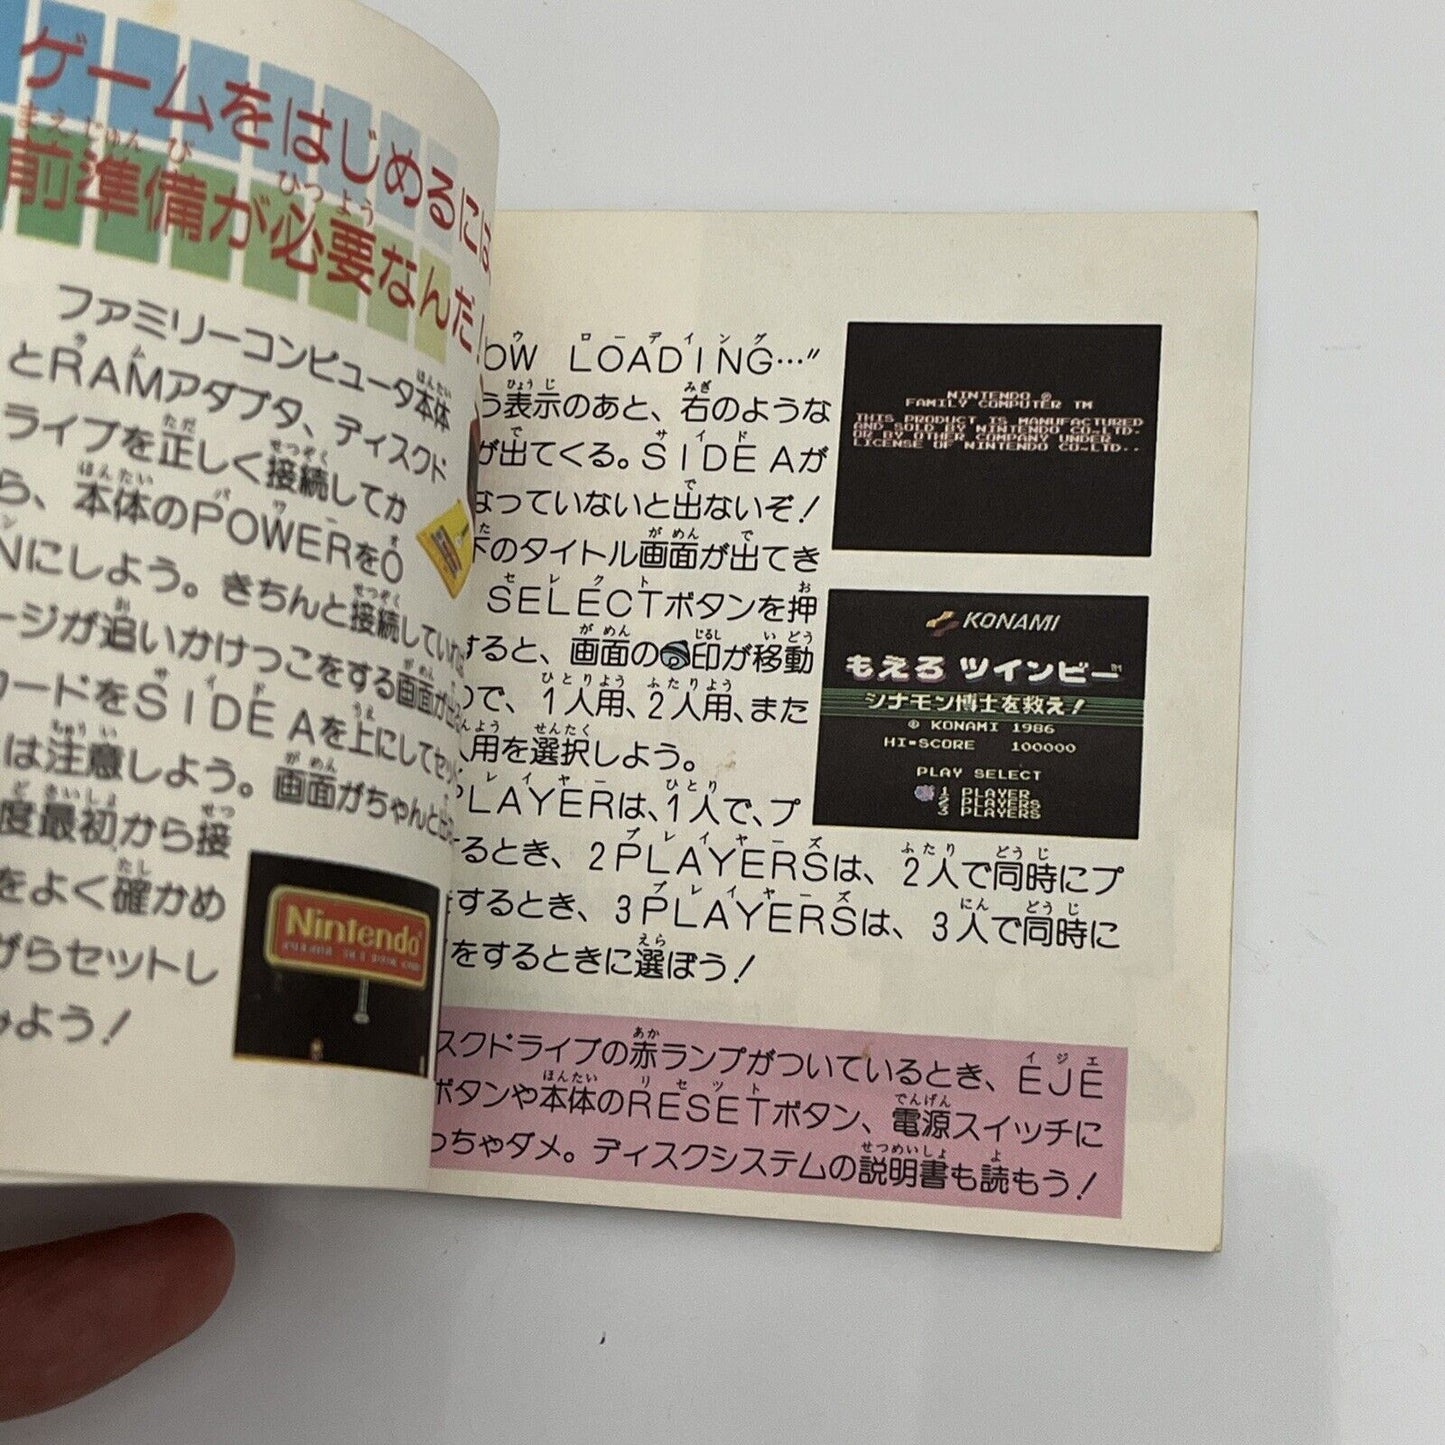 ゲームをはじめるには、
前準備が必要なんだ!
ファミリーコンピュータ本体
とRAMアダプタ、ディスクド
ライブを正しく接続してか
ら、本体のPOWERをO
Nにしよう。きちんと接続していれば
ージが追いかけっこをする画面が出る
カードをSIDE Aを上にしてセット
は注意しよう。画面がちゃんと出
度最初から接
をよく確かめ
がらセットし
みよう!
Nintendo
OW LOADING…"
う表示のあと、右のような
が出てくる。SIDE Aが
なっていないと出ないぞ!
下のタイトル画面が出てき
SELECTボタンを押
すると、画面の印が移動
ので、1人用、2人用、また
人用を選択しよう。
PLAYERは、1人で、プ
ーするとき、2PLAYERSは、2人で同時にプ
をするとき、3PLAYERSは、3人で同時に
をするときに選ぼう!
NINTENDO ®
FAMILY COMPUTER TM
THIS PRODUCT IS MANUFACTURED
AND SOLD BY NINTENDO CO.,LTD.
OR BY OTHER COMPANY UNDER
LICENSE OF NINTENDO CO.,LTD..
KONAMI
もえろ ツインビー TM
シナモン博士を救え!
© KONAMI 1986
HI-SCORE 100000
PLAY SELECT
1 PLAYER
2 PLAYERS
3 PLAYERS
スクドライブの赤ランプがついているとき、EJE
ボタンや本体のRESETボタン、電源スイッチに
っちゃダメ。ディスクシステムの説明書も読もう!